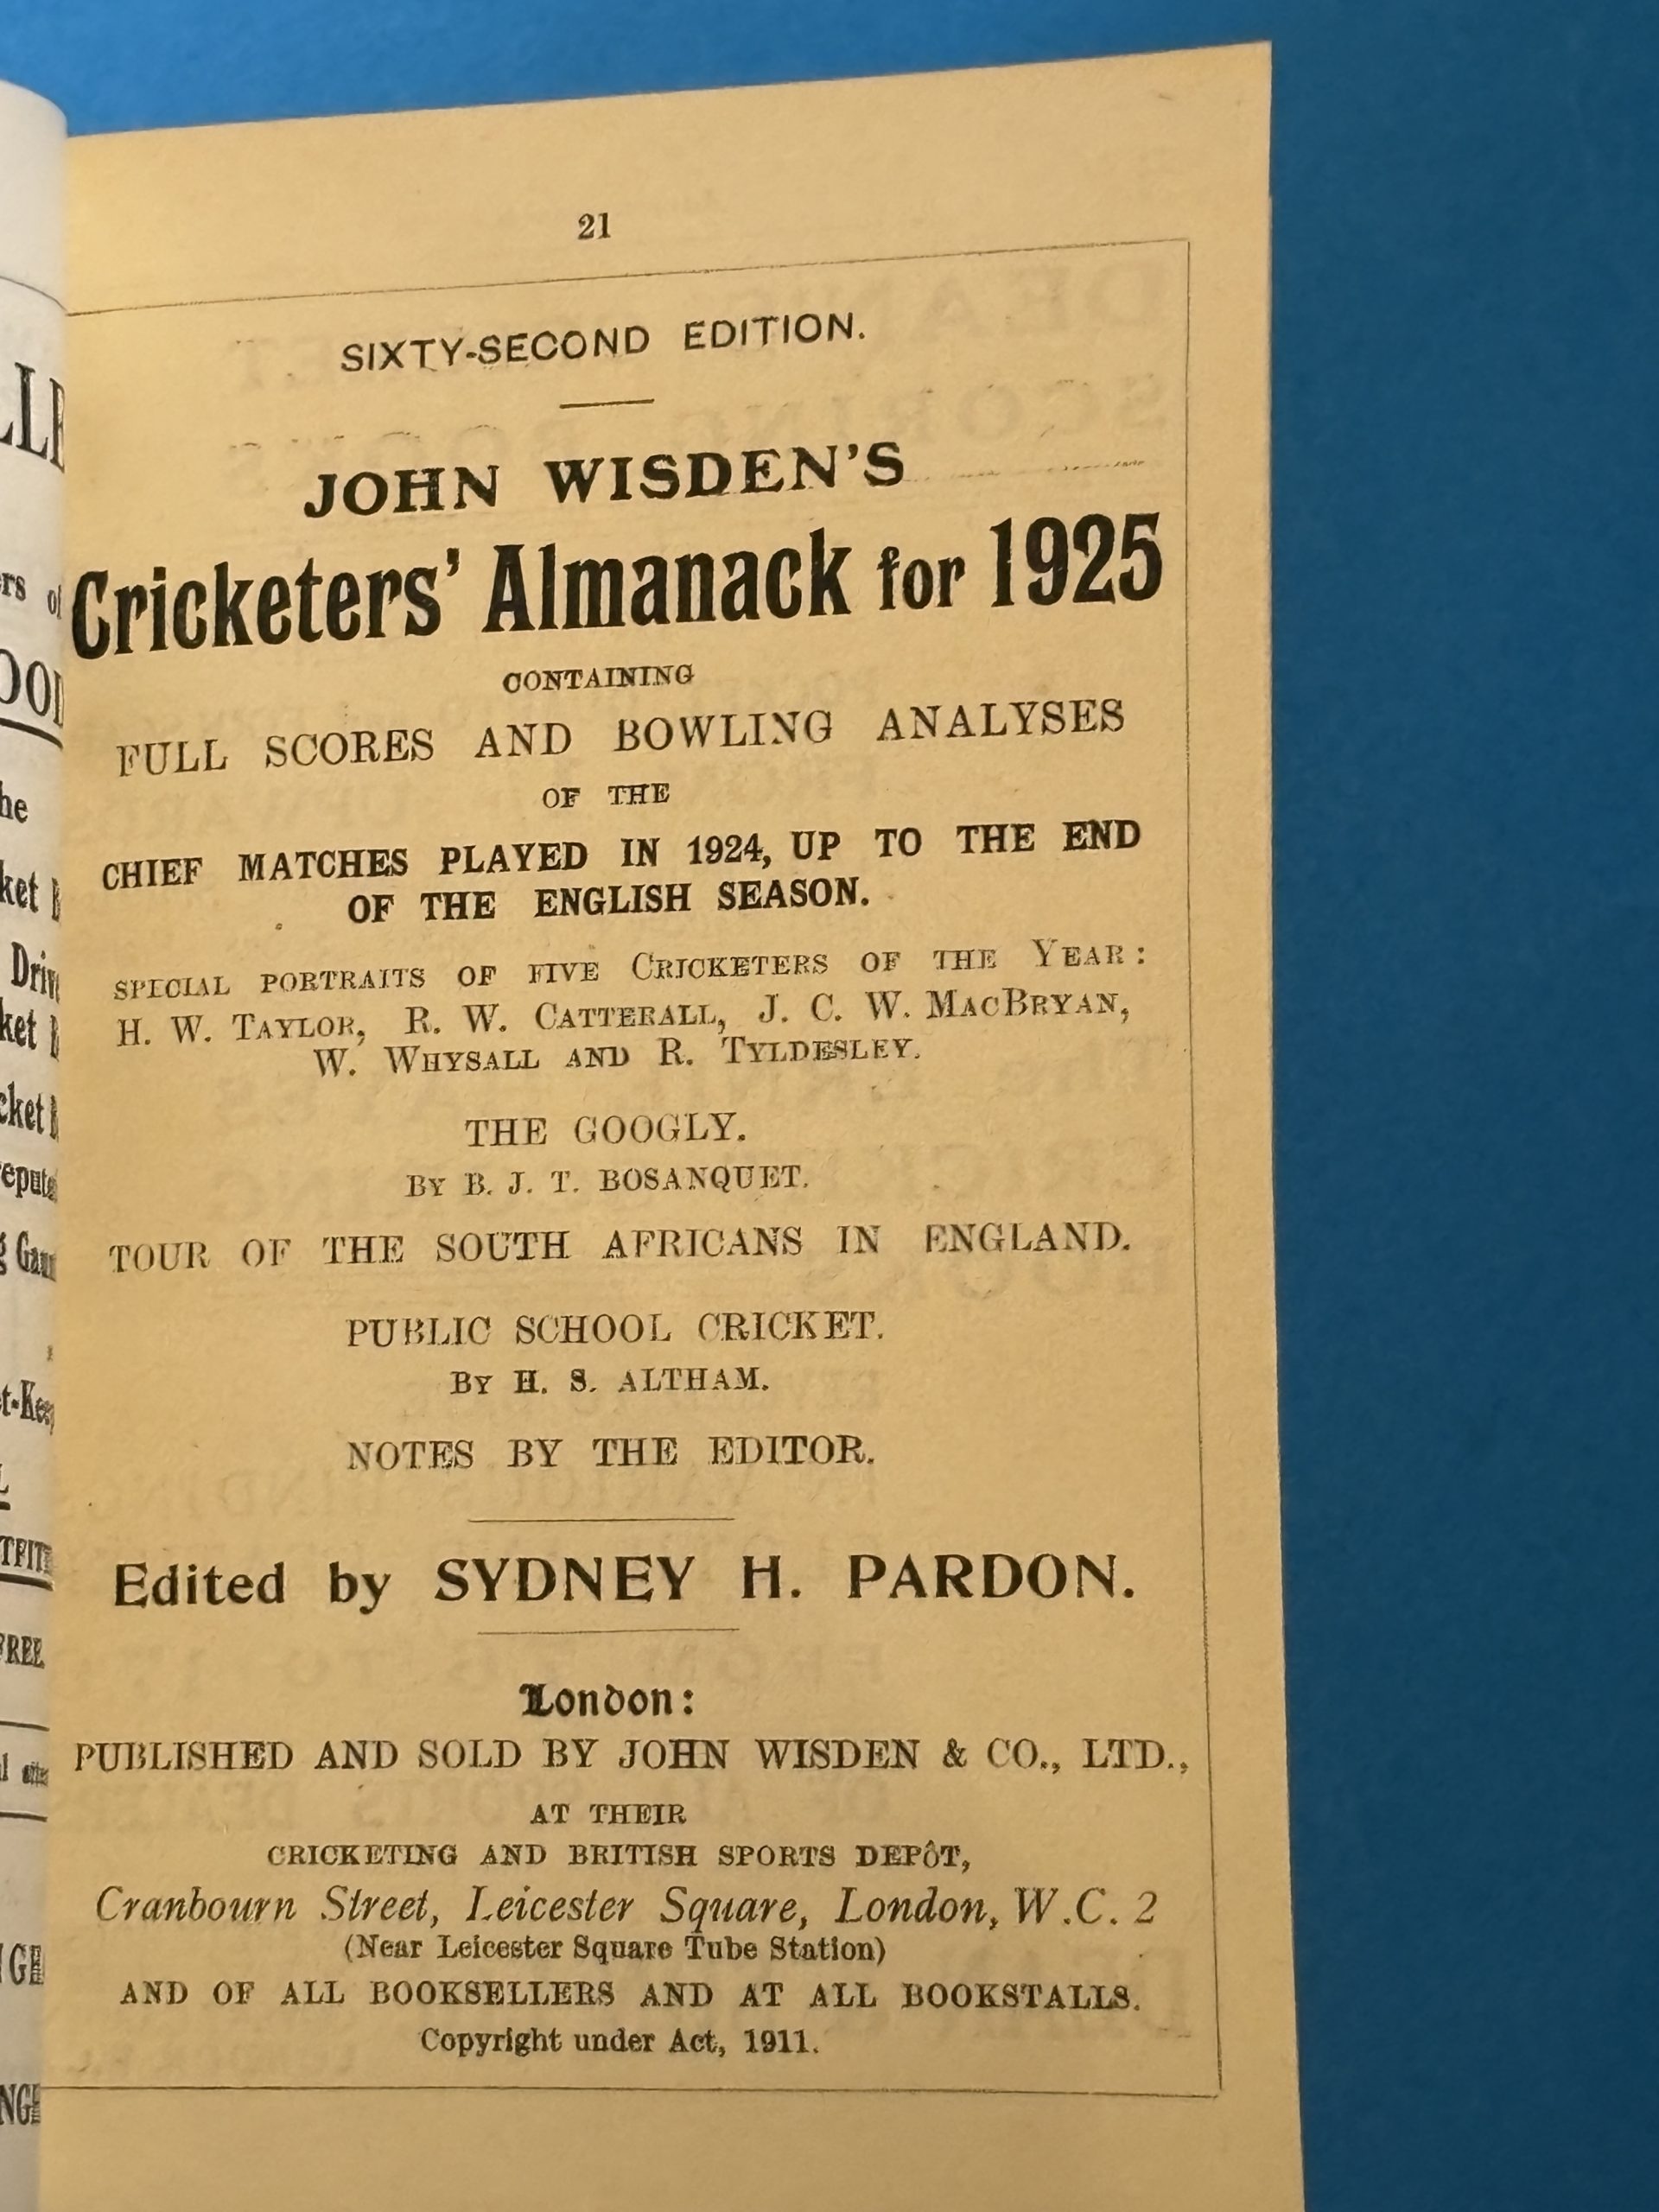 21
SIXTY-SECOND EDITION.
JOHN WISDEN'S
Cricketers' Almanack for 1925
CONTAINING
FULL SCORES AND BOWLING ANALYSES
OF THE
CHIEF MATCHES PLAYED IN 1924, UP TO THE END
OF THE ENGLISH SEASON.
SPECIAL PORTRAITS OF FIVE CRICKETERS OF THE YEAR:
H. W. TAYLOR, R. W. CATTERALL, J. C. W. MACBRYAN,
W. WHYSALL AND R. TYLDESLEY.
THE GOOGLY.
BY B. J. T. BOSANQUET.
TOUR OF THE SOUTH AFRICANS IN ENGLAND.
PUBLIC SCHOOL CRICKET.
BY H. S. ALTHAM.
NOTES BY THE EDITOR.
Edited by SYDNEY H. PARDON.
London:
PUBLISHED AND SOLD BY JOHN WISDEN & CO., LTD.,
AT THEIR
CRICKETING AND BRITISH SPORTS DEPÔT,
Cranbourn Street, Leicester Square, London, W.C. 2
(Near Leicester Square Tube Station)
AND OF ALL BOOKSELLERS AND AT ALL BOOKSTALLS.
Copyright under Act, 1911.